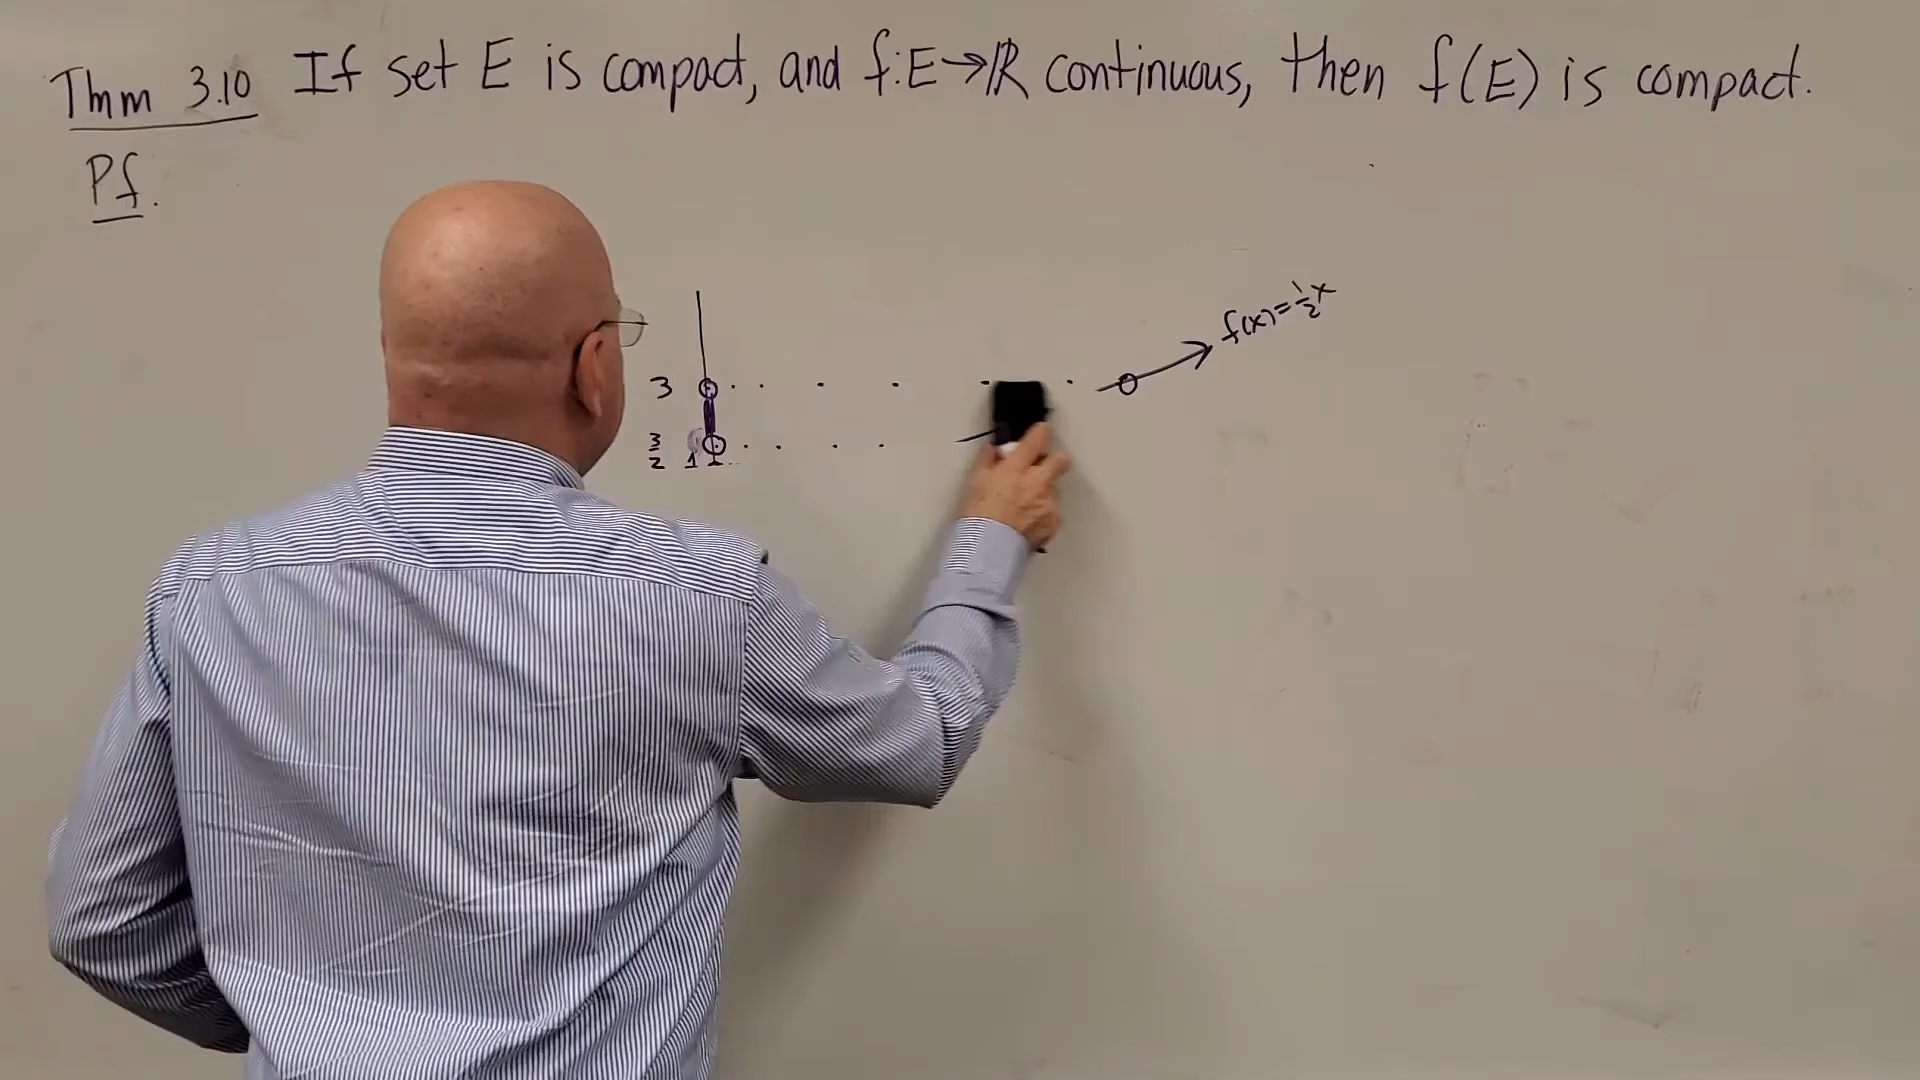 Thm 3.10 If set E is compact, and f:E→ℝ continuous, then f(E) is compact.
Pf.
f(x)=½x
3
3/2 1